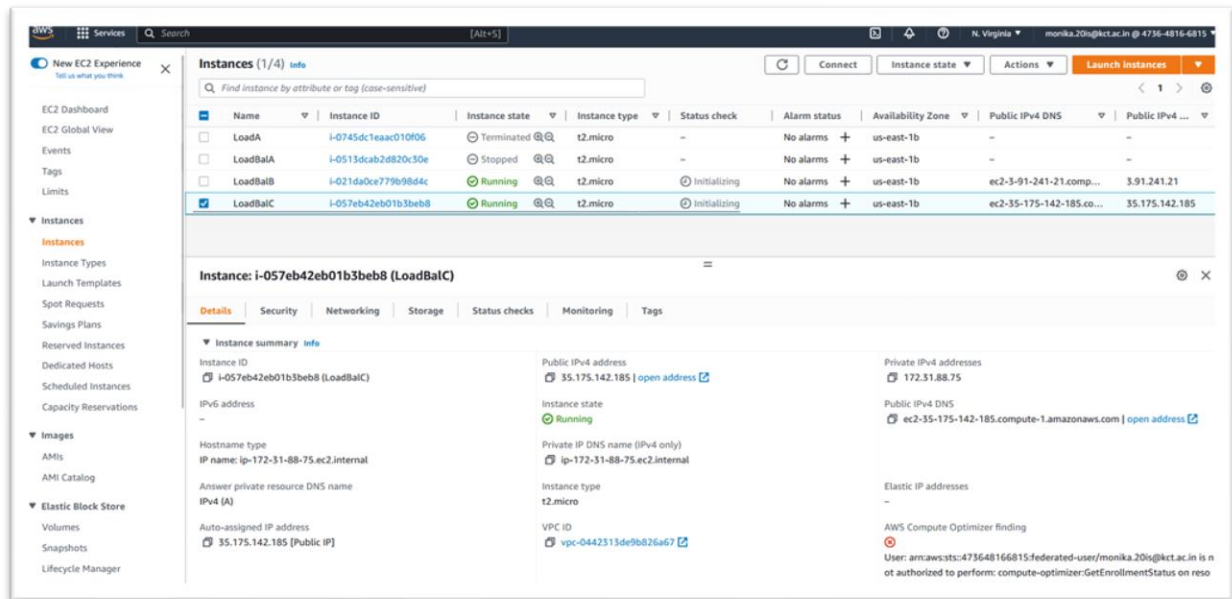 aws Services Search [Alt+S] N. Virginia monika.20is@kct.ac.in @ 4736-4816-6815
New EC2 Experience
Tell us what you think
EC2 Dashboard
EC2 Global View
Events
Tags
Limits
Instances
Instances
Instance Types
Launch Templates
Spot Requests
Savings Plans
Reserved Instances
Dedicated Hosts
Scheduled Instances
Capacity Reservations
Images
AMIs
AMI Catalog
Elastic Block Store
Volumes
Snapshots
Lifecycle Manager
Instances (1/4) Info Connect Instance state Actions Launch instances
Find instance by attribute or tag (case-sensitive) 1
Name Instance ID Instance state Instance type Status check Alarm status Availability Zone Public IPv4 DNS Public IPv4 ...
LoadA i-0745dc1eaac010f06 Terminated t2.micro – No alarms + us-east-1b – –
LoadBalA i-0513dcab2d820c30e Stopped t2.micro – No alarms + us-east-1b – –
LoadBalB i-021da0ce779b98d4c Running t2.micro Initializing No alarms + us-east-1b ec2-3-91-241-21.comp... 3.91.241.21
LoadBalC i-057eb42eb01b3beb8 Running t2.micro Initializing No alarms + us-east-1b ec2-35-175-142-185.co... 35.175.142.185
Instance: i-057eb42eb01b3beb8 (LoadBalC)
Details Security Networking Storage Status checks Monitoring Tags
Instance summary Info
Instance ID Public IPv4 address Private IPv4 addresses
i-057eb42eb01b3beb8 (LoadBalC) 35.175.142.185 | open address 172.31.88.75
IPv6 address Instance state Public IPv4 DNS
– Running ec2-35-175-142-185.compute-1.amazonaws.com | open address
Hostname type Private IP DNS name (IPv4 only)
IP name: ip-172-31-88-75.ec2.internal ip-172-31-88-75.ec2.internal
Answer private resource DNS name Instance type Elastic IP addresses
IPv4 (A) t2.micro –
Auto-assigned IP address VPC ID AWS Compute Optimizer finding
35.175.142.185 [Public IP] vpc-0442313de9b826a67
User: arn:aws:sts::473648166815:federated-user/monika.20is@kct.ac.in is n
ot authorized to perform: compute-optimizer:GetEnrollmentStatus on reso